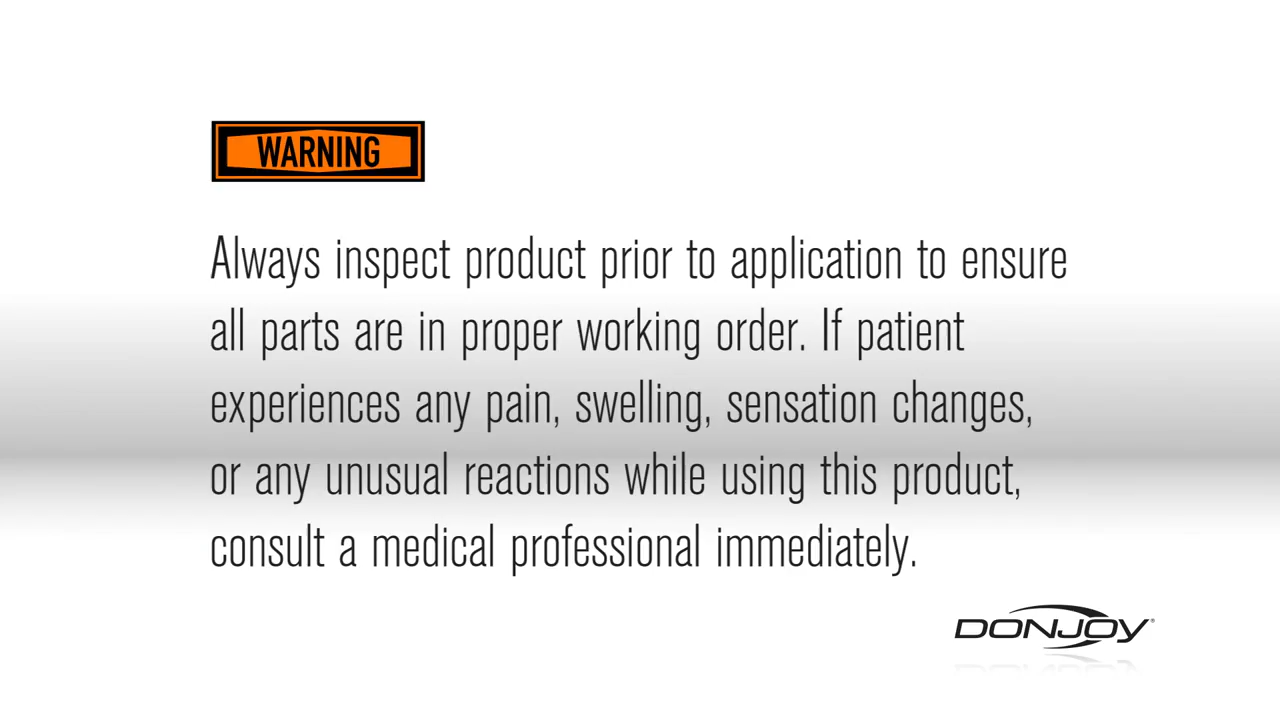 WARNING
Always inspect product prior to application to ensure
all parts are in proper working order. If patient
experiences any pain, swelling, sensation changes,
or any unusual reactions while using this product,
consult a medical professional immediately.
DONJOY®